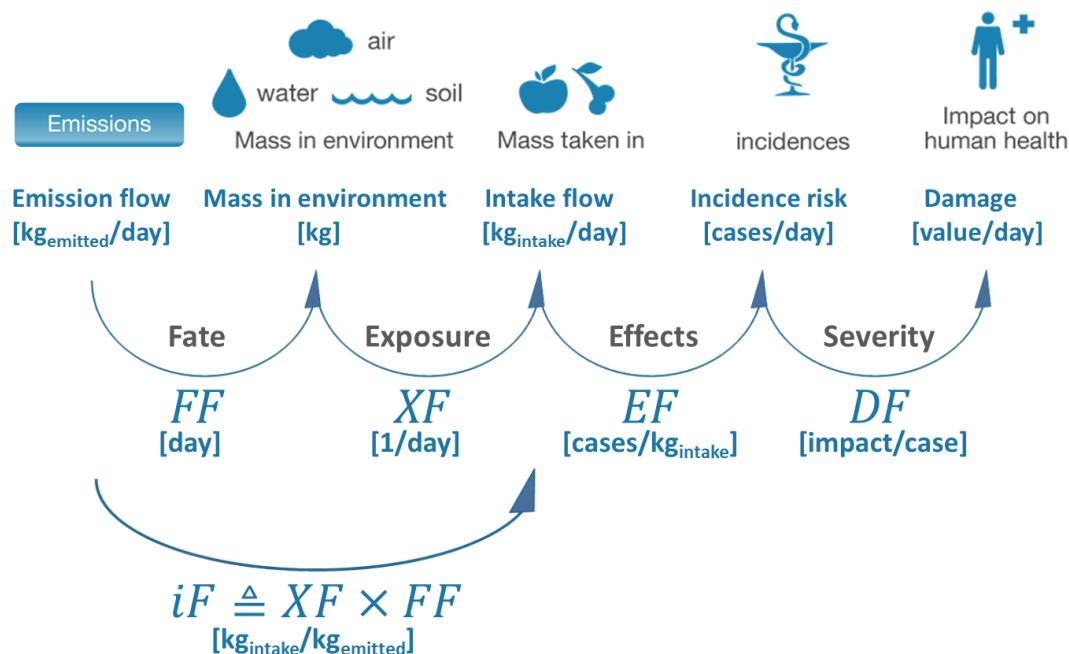 air
water
soil
Emissions
Mass in environment
Mass taken in
incidences
Impact on
human health
Emission flow
[kgemitted/day]
Mass in environment
[kg]
Intake flow
[kgintake/day]
Incidence risk
[cases/day]
Damage
[value/day]
Fate
Exposure
Effects
Severity
FF
[day]
XF
[1/day]
EF
[cases/kgintake]
DF
[impact/case]
iF ≜ XF × FF
[kgintake/kgemitted]